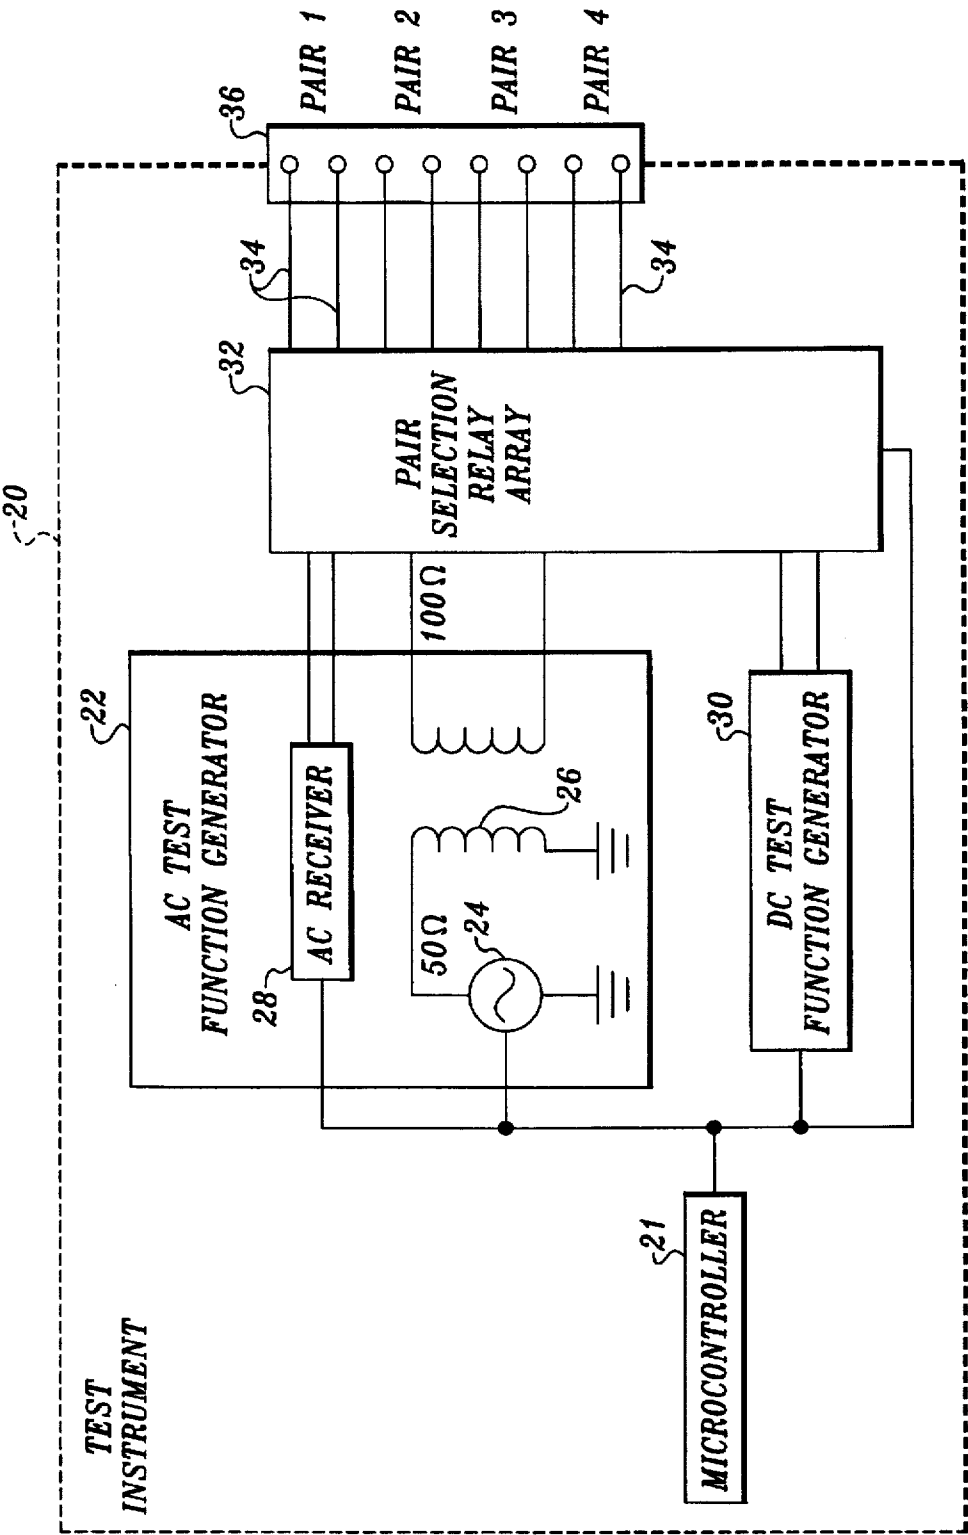 TEST
INSTRUMENT
20
AC TEST
FUNCTION GENERATOR
22
28
AC RECEIVER
50Ω
24
26
100Ω
32
PAIR
SELECTION
RELAY
ARRAY
34
34
36
PAIR 1
PAIR 2
PAIR 3
PAIR 4
21
MICROCONTROLLER
30
DC TEST
FUNCTION GENERATOR